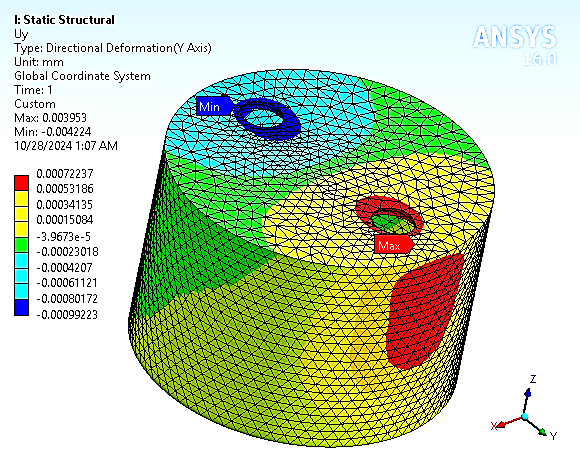 I: Static Structural
Uy
Type: Directional Deformation(Y Axis)
Unit: mm
Global Coordinate System
Time: 1
Custom
Max: 0.003953
Min: -0.004224
10/28/2024 1:07 AM
ANSYS
16.0
0.00072237
0.00053186
0.00034135
0.00015084
-3.9673e-5
-0.00023018
-0.0004207
-0.00061121
-0.00080172
-0.00099223
Min
Max
Z
X
Y